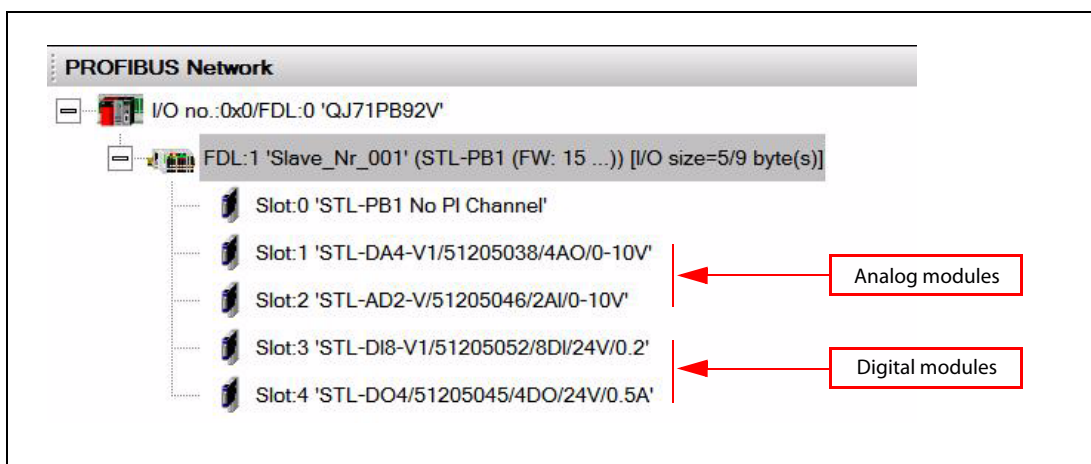 PROFIBUS Network
I/O no.:0x0/FDL:0 'QJ71PB92V'
FDL:1 'Slave_Nr_001' (STL-PB1 (FW: 15 ...)) [I/O size=5/9 byte(s)]
Slot:0 'STL-PB1 No PI Channel'
Slot:1 'STL-DA4-V1/51205038/4AO/0-10V'
Slot:2 'STL-AD2-V/51205046/2AI/0-10V'
Analog modules
Slot:3 'STL-DI8-V1/51205052/8DI/24V/0.2'
Slot:4 'STL-DO4/51205045/4DO/24V/0.5A'
Digital modules